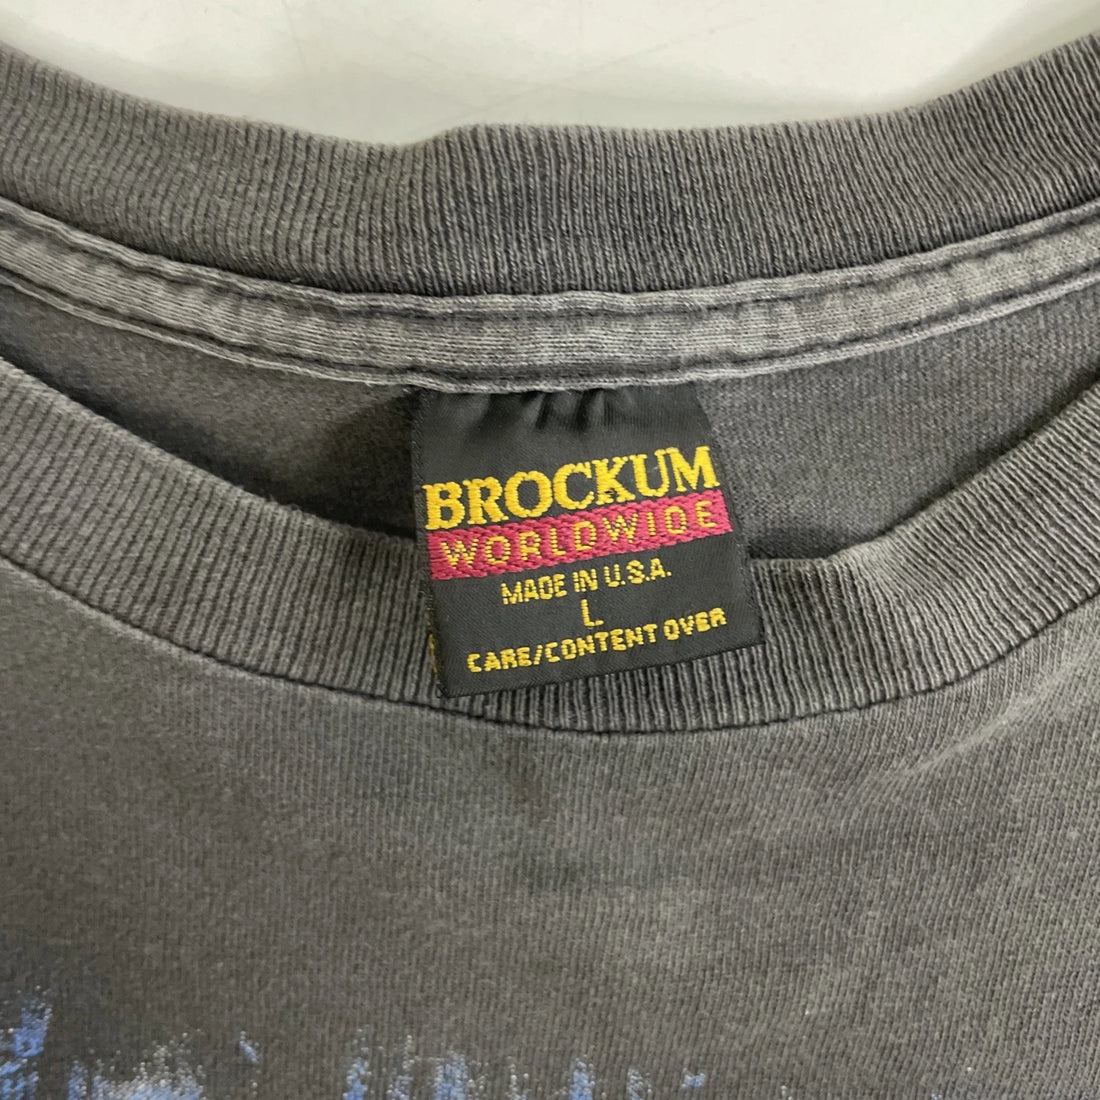 BROCKUM
WORLDWIDE
MADE IN U.S.A.
L
CARE/CONTENT OVER